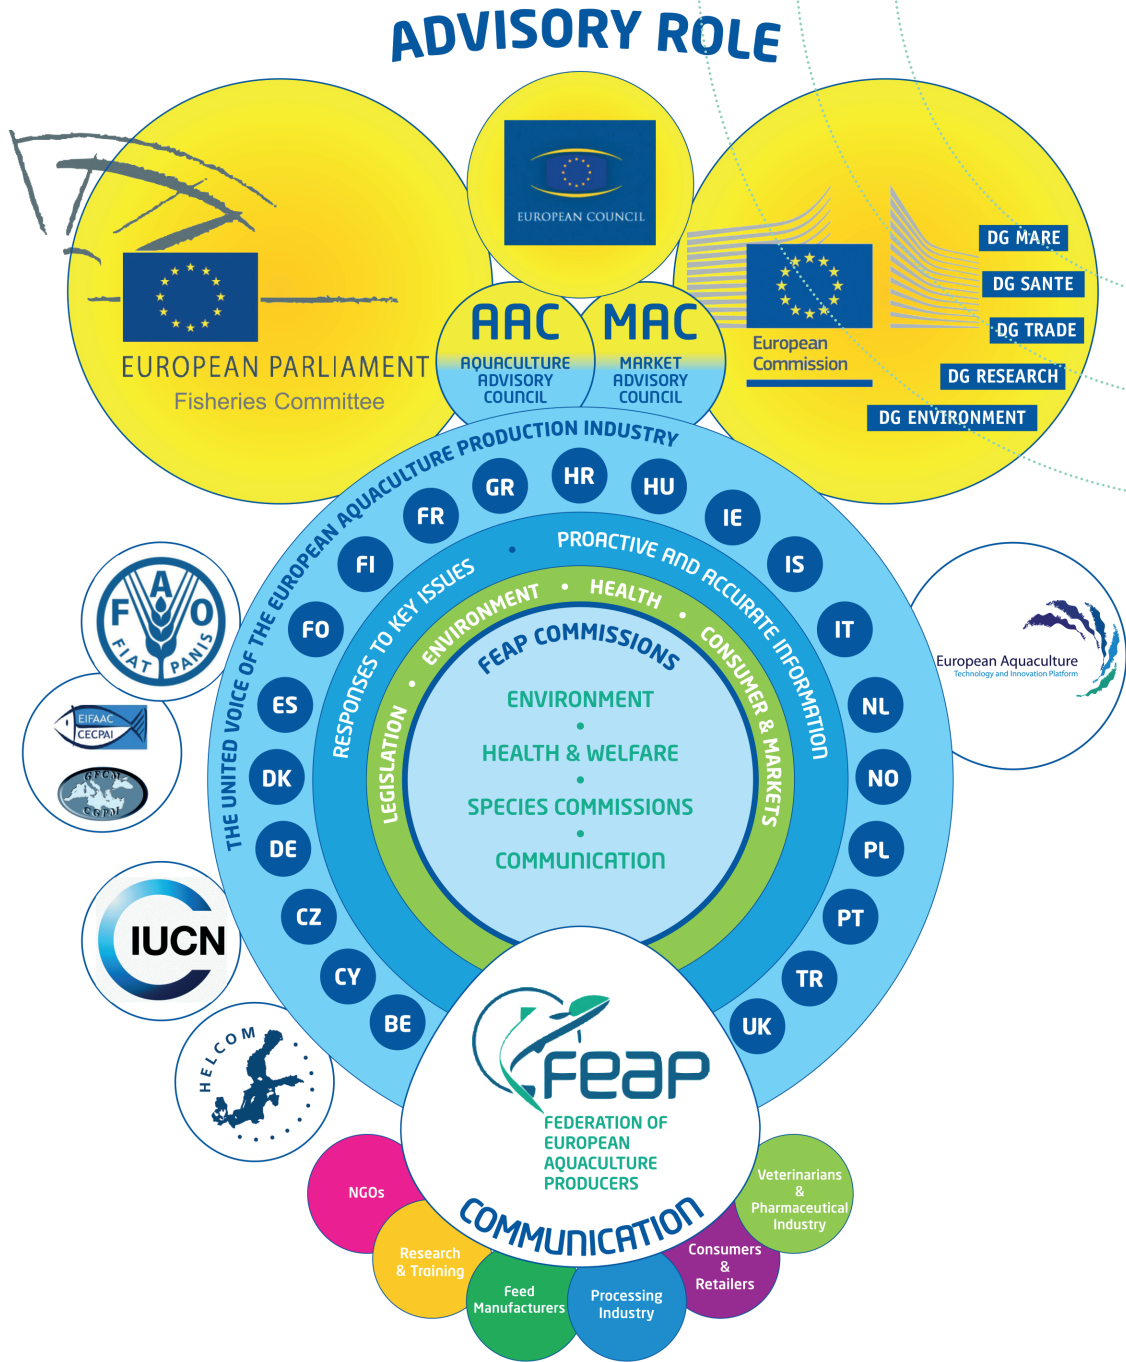 ADVISORY ROLE
EUROPEAN COUNCIL
EUROPEAN PARLIAMENT
Fisheries Committee
AAC
AQUACULTURE
ADVISORY
COUNCIL
MAC
MARKET
ADVISORY
COUNCIL
European
Commission
DG MARE
DG SANTE
DG TRADE
DG RESEARCH
DG ENVIRONMENT
THE UNITED VOICE OF THE EUROPEAN AQUACULTURE PRODUCTION INDUSTRY
BE
CY
CZ
DE
DK
ES
FO
FI
FR
GR
HR
HU
IE
IS
IT
NL
NO
PL
PT
TR
UK
RESPONSES TO KEY ISSUES • PROACTIVE AND ACCURATE INFORMATION
LEGISLATION • ENVIRONMENT • HEALTH • CONSUMER & MARKETS
FEAP COMMISSIONS
ENVIRONMENT
•
HEALTH & WELFARE
•
SPECIES COMMISSIONS
•
COMMUNICATION
FAO
FIAT PANIS
EIFAAC
CECPAI
GFCM
CGPM
IUCN
HELCOM
European Aquaculture
Technology and Innovation Platform
FEAP
FEDERATION OF
EUROPEAN
AQUACULTURE
PRODUCERS
COMMUNICATION
NGOs
Research
& Training
Feed
Manufacturers
Processing
Industry
Consumers
&
Retailers
Veterinarians
&
Pharmaceutical
Industry